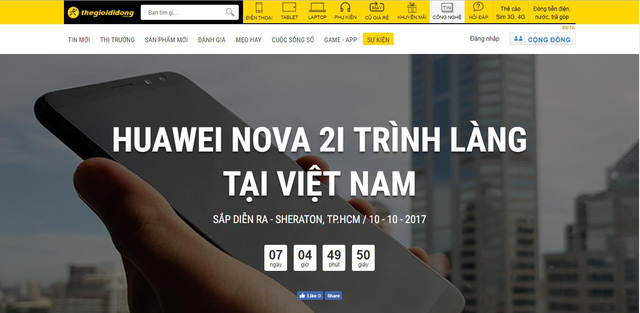 thegioididong
Bạn tìm gì...
ĐIỆN THOẠI
TABLET
LAPTOP
PHỤ KIỆN
MÁY CŨ GIÁ RẺ
KHUYẾN MÃI
TIN CÔNG NGHỆ
HỎI ĐÁP
Thẻ cào
Sim 3G, 4G
Đóng tiền điện,
nước, trả góp
TIN MỚI THỊ TRƯỜNG SẢN PHẨM MỚI ĐÁNH GIÁ MẸO HAY CUỘC SỐNG SỐ GAME - APP SỰ KIỆN
Đăng nhập
BETA
CỘNG ĐỒNG
HUAWEI NOVA 2I TRÌNH LÀNG
TẠI VIỆT NAM
SẮP DIỄN RA - SHERATON, TP.HCM / 10 - 10 - 2017
07 04 49 50
ngày giờ phút giây
Like 0 Share